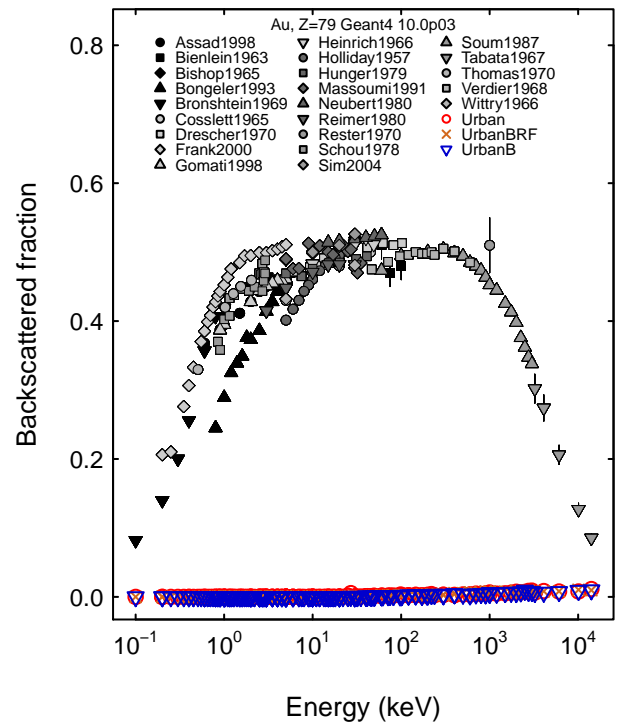 Au, Z=79 Geant4 10.0p03
Assad1998
Bienlein1963
Bishop1965
Bongeler1993
Bronshtein1969
Cosslett1965
Drescher1970
Frank2000
Gomati1998
Heinrich1966
Holliday1957
Hunger1979
Massoumi1991
Neubert1980
Reimer1980
Rester1970
Schou1978
Sim2004
Soum1987
Tabata1967
Thomas1970
Verdier1968
Wittry1966
Urban
UrbanBRF
UrbanB
Backscattered fraction
0.8
0.6
0.4
0.2
0.0
10⁻¹ 10⁰ 10¹ 10² 10³ 10⁴
Energy (keV)